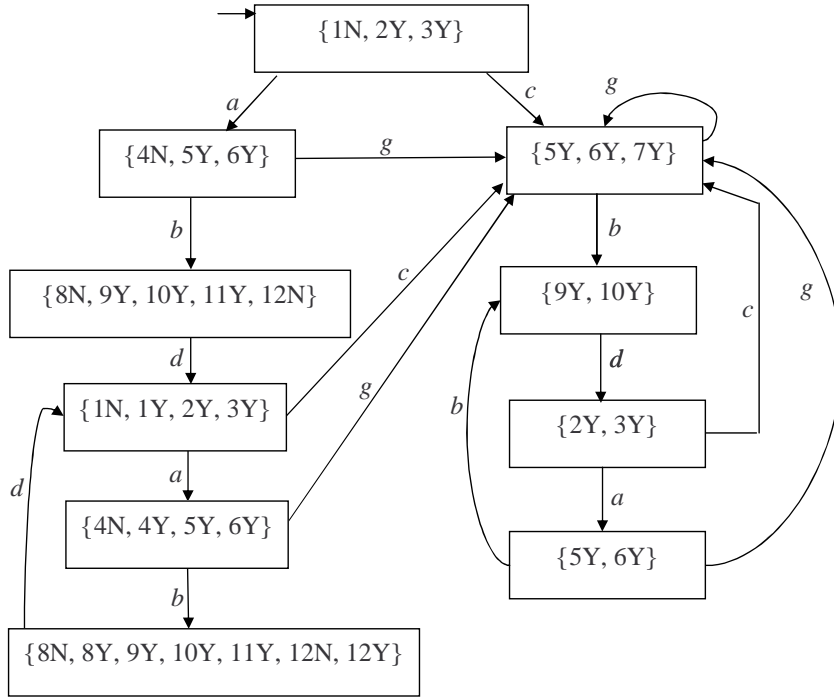 {1N, 2Y, 3Y}
a
c
g
{4N, 5Y, 6Y}
g
{5Y, 6Y, 7Y}
b
b
{8N, 9Y, 10Y, 11Y, 12N}
c
{9Y, 10Y}
g
c
d
d
{1N, 1Y, 2Y, 3Y}
g
b
{2Y, 3Y}
d
a
a
{4N, 4Y, 5Y, 6Y}
{5Y, 6Y}
b
{8N, 8Y, 9Y, 10Y, 11Y, 12N, 12Y}